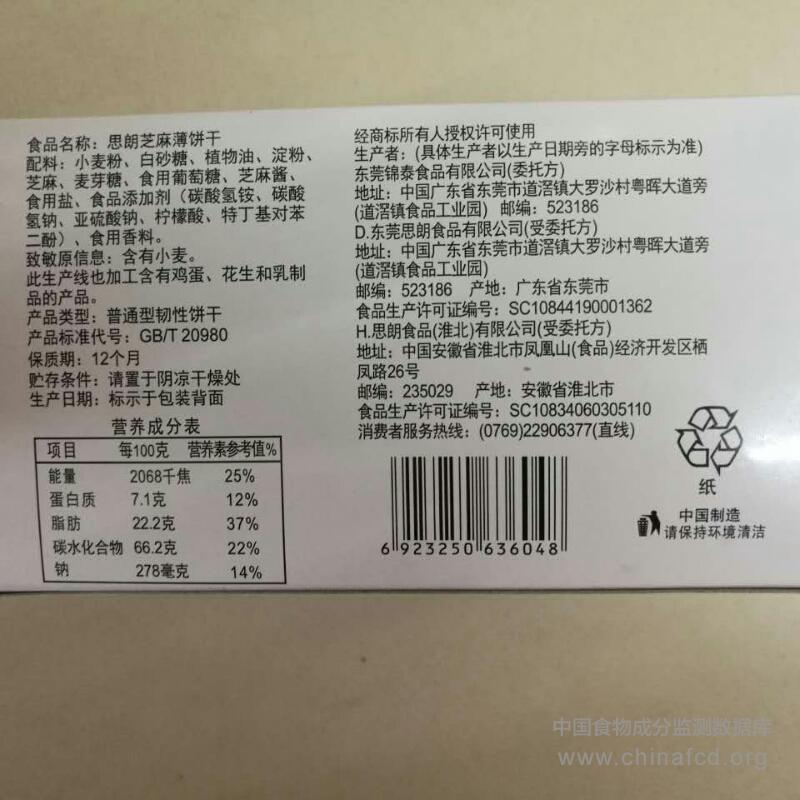 食品名称：思朗芝麻薄饼干
配料：小麦粉、白砂糖、植物油、淀粉、
芝麻、麦芽糖、食用葡萄糖、芝麻酱、
食用盐、食品添加剂（碳酸氢铵、碳酸
氢钠、亚硫酸钠、柠檬酸、特丁基对苯
二酚）、食用香料。
致敏原信息：含有小麦。
此生产线也加工含有鸡蛋、花生和乳制
品的产品。
产品类型：普通型韧性饼干
产品标准代号：GB/T 20980
保质期：12个月
贮存条件：请置于阴凉干燥处
生产日期：标示于包装背面
营养成分表
项目 每100克 营养素参考值%
能量 2068千焦 25%
蛋白质 7.1克 12%
脂肪 22.2克 37%
碳水化合物 66.2克 22%
钠 278毫克 14%
经商标所有人授权许可使用
生产者：(具体生产者以生产日期旁的字母标示为准)
东莞锦泰食品有限公司(委托方)
地址：中国广东省东莞市道滘镇大罗沙村粤晖大道旁
(道滘镇食品工业园) 邮编：523186
D.东莞思朗食品有限公司(受委托方)
地址：中国广东省东莞市道滘镇大罗沙村粤晖大道旁
(道滘镇食品工业园)
邮编：523186 产地：广东省东莞市
食品生产许可证编号：SC10844190001362
H.思朗食品(淮北)有限公司(受委托方)
地址：中国安徽省淮北市凤凰山(食品)经济开发区栖
凤路26号
邮编：235029 产地：安徽省淮北市
食品生产许可证编号：SC10834060305110
消费者服务热线：(0769)22906377(直线)
6 923250 636048
纸
中国制造
请保持环境清洁
中国食物成分监测数据库
www.chinafcd.org